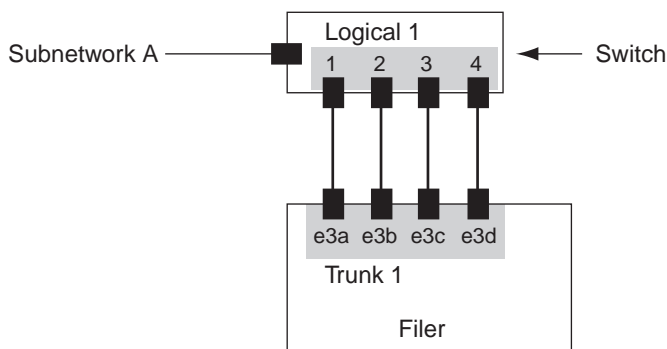 Logical 1
Subnetwork A
1 2 3 4
Switch
e3a e3b e3c e3d
Trunk 1
Filer